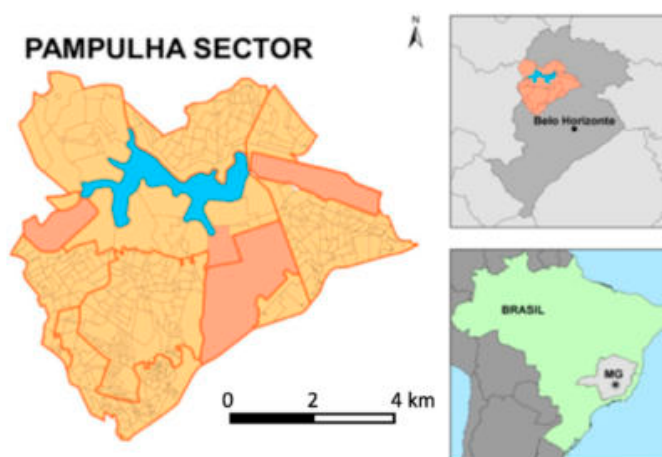 PAMPULHA SECTOR
N
Belo Horizonte
BRASIL
MG
0 2 4 km